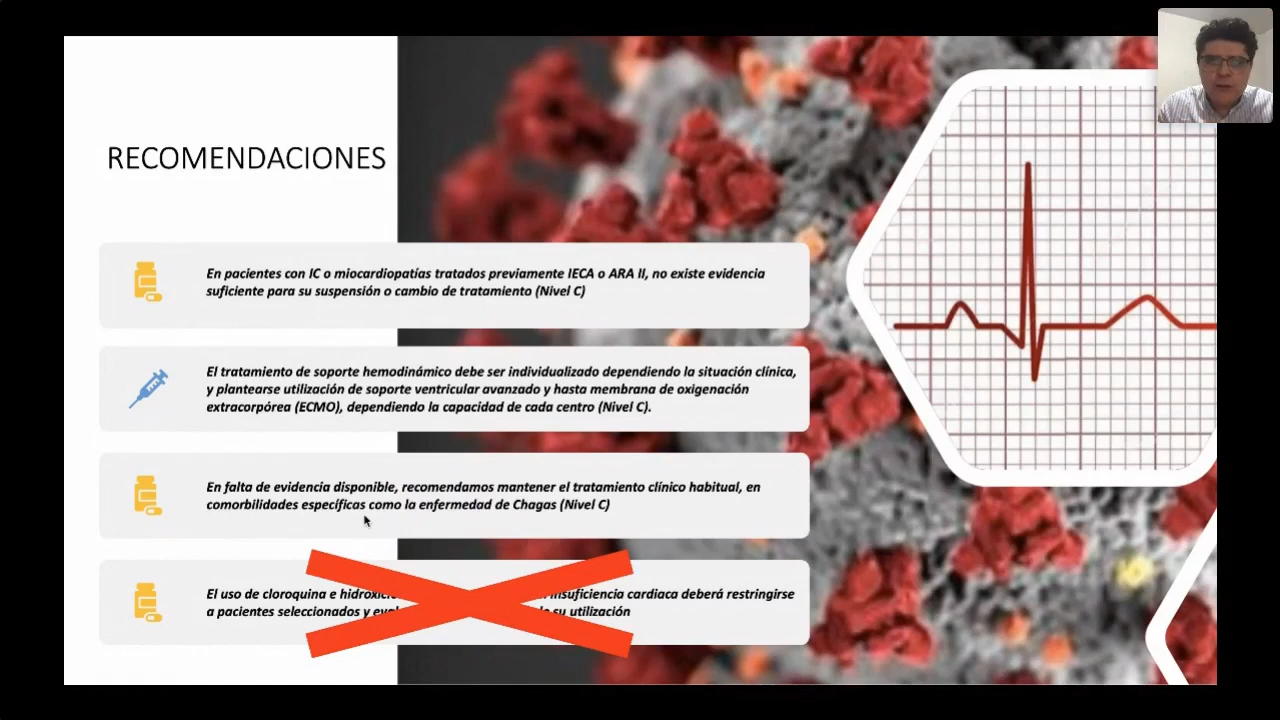 RECOMENDACIONES
En pacientes con IC o miocardiopatías tratados previamente IECA o ARA II, no existe evidencia
suficiente para su suspensión o cambio de tratamiento (Nivel C)
El tratamiento de soporte hemodinámico debe ser individualizado dependiendo la situación clínica,
y plantearse utilización de soporte ventricular avanzado y hasta membrana de oxigenación
extracorpórea (ECMO), dependiendo la capacidad de cada centro (Nivel C).
En falta de evidencia disponible, recomendamos mantener el tratamiento clínico habitual, en
comorbilidades específicas como la enfermedad de Chagas (Nivel C)
El uso de cloroquina e insuficiencia cardiaca deberá restringirse
a pacientes seleccionados y su utilización